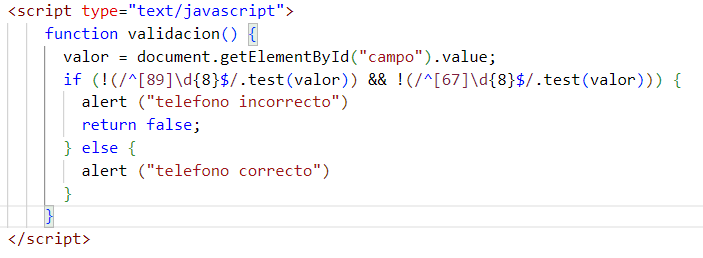 <script type="text/javascript">
function validacion() {
valor = document.getElementById("campo").value;
if (!(/^[89]\d{8}$/.test(valor)) && !(/^[67]\d{8}$/.test(valor))) {
alert ("telefono incorrecto")
return false;
} else {
alert ("telefono correcto")
}
}
</script>